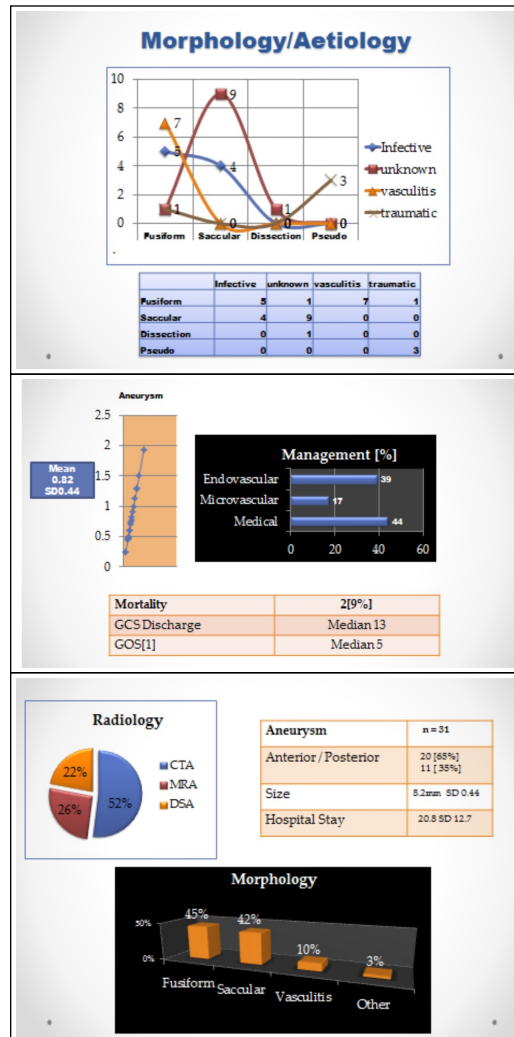 Morphology/Aetiology
10
8
6
4
2
0
7
5
1
9
4
0
1
0
3
0
Fusiform Saccular Dissection Pseudo
Infective
unknown
vasculitis
traumatic
Infective unknown vasculitis traumatic
Fusiform 5 1 7 1
Saccular 4 9 0 0
Dissection 0 1 0 0
Pseudo 0 0 0 3
Aneurysm
2.5
2
1.5
1
0.5
0
Mean
0.82
SD0.44
Management [%]
Endovascular 39
Microvascular 17
Medical 44
0 20 40 60
Mortality 2[9%]
GCS Discharge Median 13
GOS[1] Median 5
Radiology
22%
26%
52%
CTA
MRA
DSA
Aneurysm n = 31
Anterior / Posterior 20 [65%]
11 [ 35%]
Size 8.2mm SD 0.44
Hospital Stay 20.8 SD 12.7
Morphology
50%
0%
45%
42%
10%
3%
Fusiform Saccular Vasculitis Other